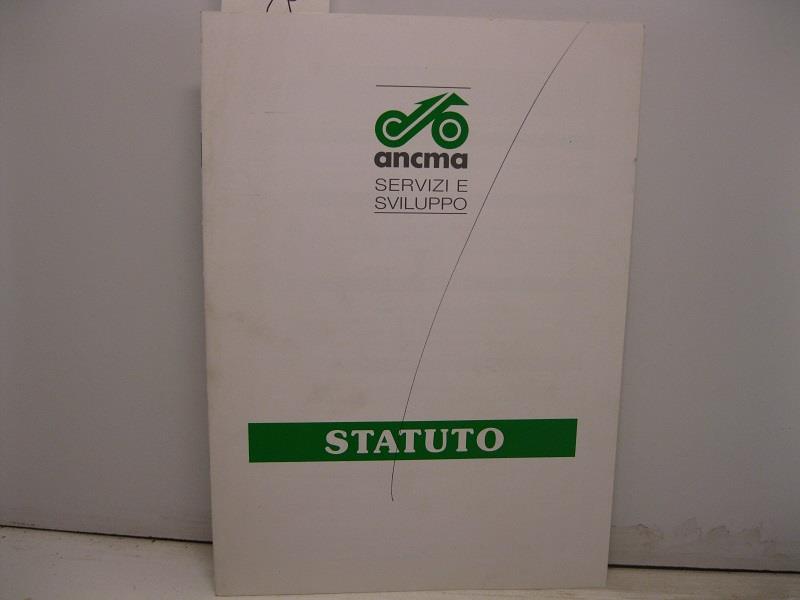 ancma
SERVIZI E
SVILUPPO
STATUTO